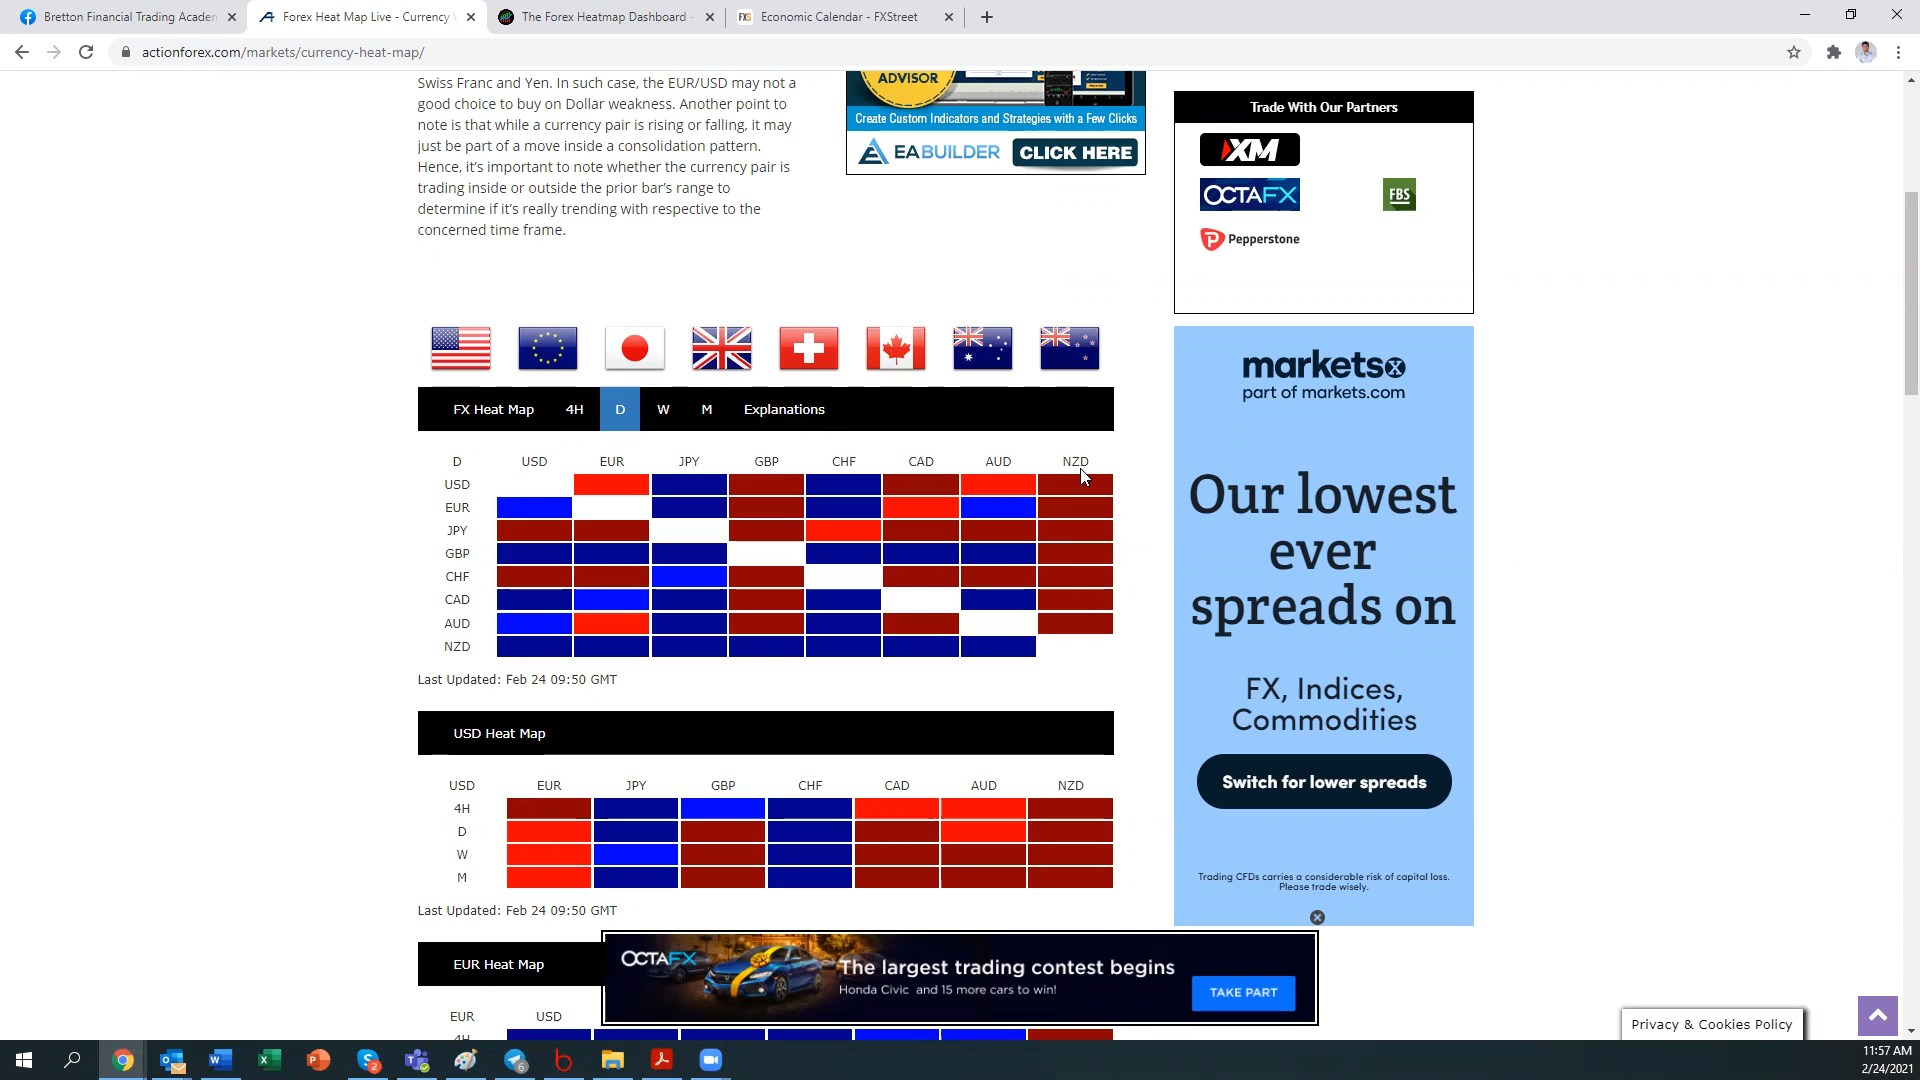 Bretton Financial Trading Acader
Forex Heat Map Live - Currency
The Forex Heatmap Dashboard -
FXS Economic Calendar - FXStreet
actionforex.com/markets/currency-heat-map/
Swiss Franc and Yen. In such case, the EUR/USD may not a
good choice to buy on Dollar weakness. Another point to
note is that while a currency pair is rising or falling, it may
just be part of a move inside a consolidation pattern.
Hence, it's important to note whether the currency pair is
trading inside or outside the prior bar's range to
determine if it's really trending with respective to the
concerned time frame.
ADVISOR
Create Custom Indicators and Strategies with a Few Clicks
EABUILDER CLICK HERE
Trade With Our Partners
XM
OCTAFX FBS
Pepperstone
FX Heat Map 4H D W M Explanations
D USD EUR JPY GBP CHF CAD AUD NZD
USD
EUR
JPY
GBP
CHF
CAD
AUD
NZD
Last Updated: Feb 24 09:50 GMT
USD Heat Map
USD EUR JPY GBP CHF CAD AUD NZD
4H
D
W
M
Last Updated: Feb 24 09:50 GMT
EUR Heat Map
EUR USD
4H
marketsx
part of markets.com
Our lowest
ever
spreads on
FX, Indices,
Commodities
Switch for lower spreads
Trading CFDs carries a considerable risk of capital loss.
Please trade wisely.
OCTAFX
The largest trading contest begins
Honda Civic and 15 more cars to win!
TAKE PART
Privacy & Cookies Policy
11:57 AM
2/24/2021